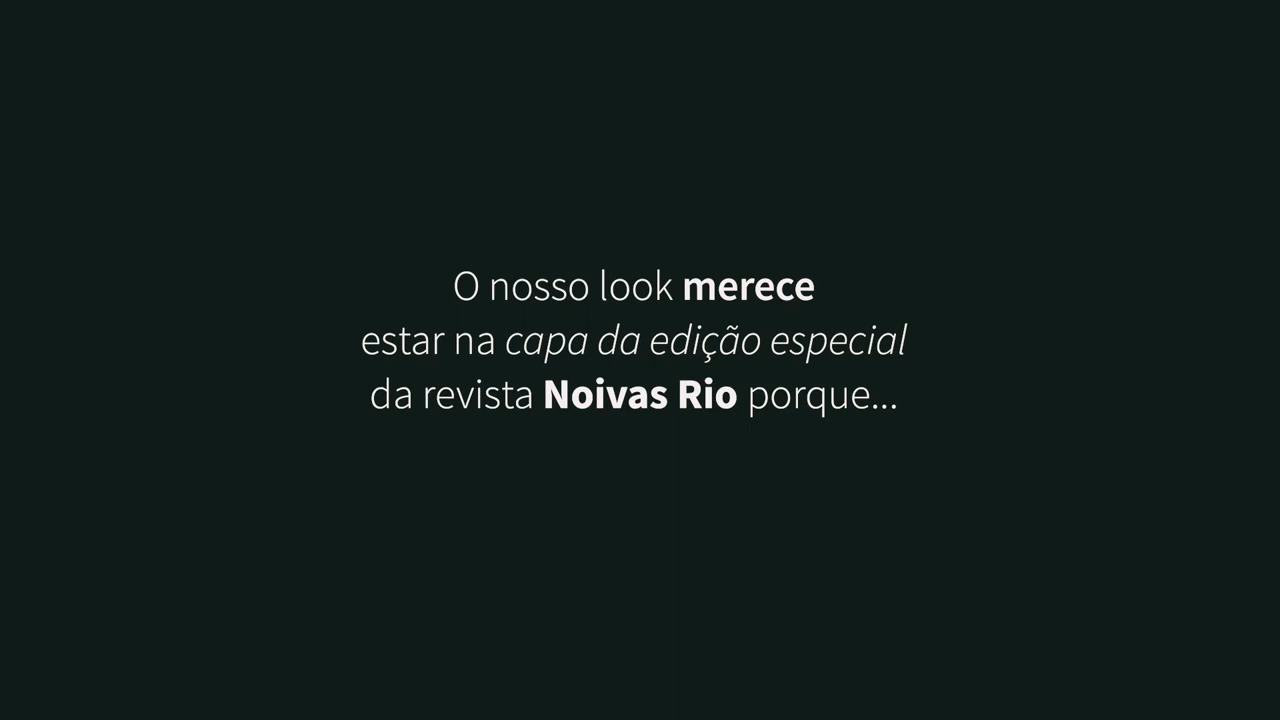 O nosso look merece
estar na capa da edição especial
da revista Noivas Rio porque...